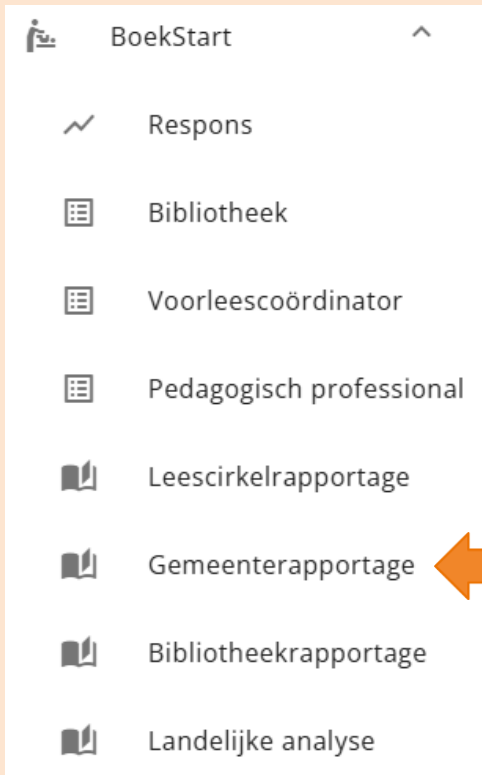 BoekStart
Respons
Bibliotheek
Voorleescoördinator
Pedagogisch professional
Leescirkelrapportage
Gemeenterapportage
Bibliotheekrapportage
Landelijke analyse